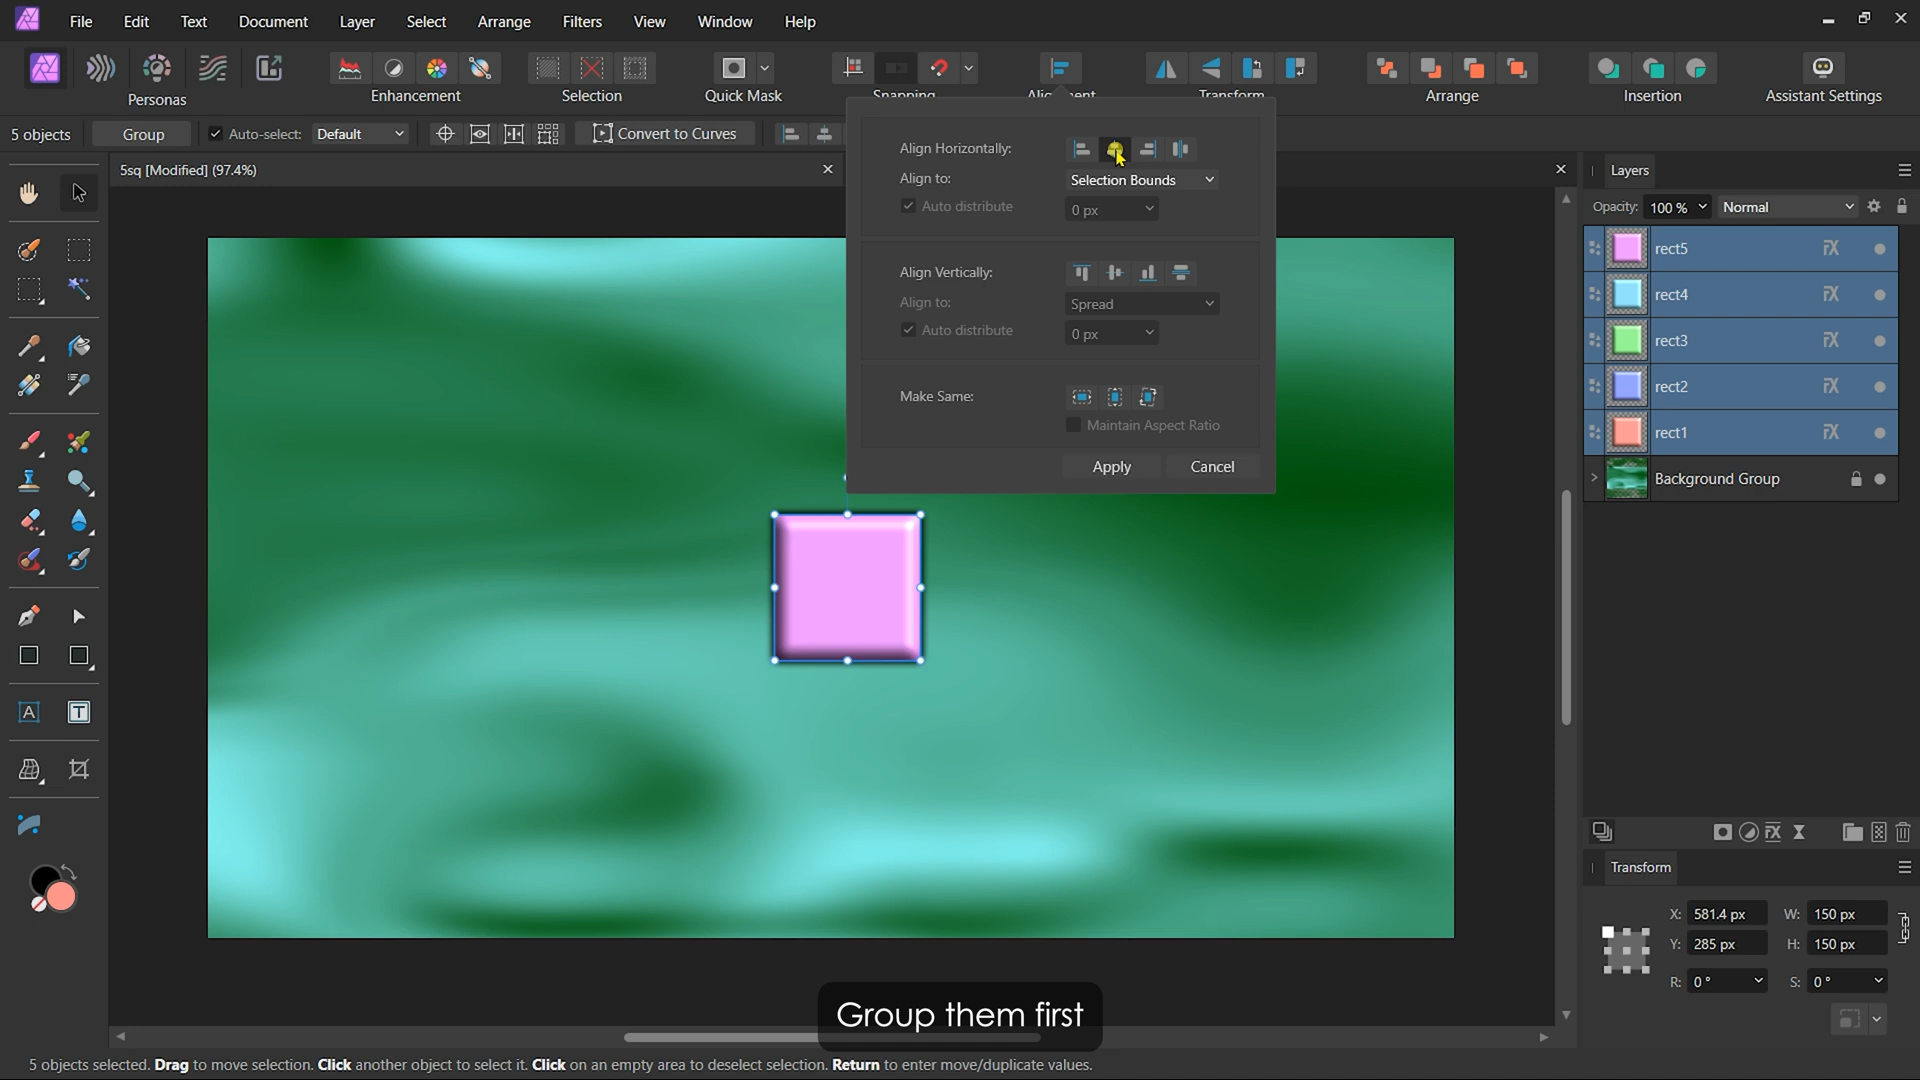 File Edit Text Document Layer Select Arrange Filters View Window Help
Personas Enhancement Selection Quick Mask Snapping Alignment Transform Arrange Insertion Assistant Settings
5 objects Group Auto-select: Default Convert to Curves
5sq [Modified] (97.4%)
Align Horizontally:
Align to: Selection Bounds
Auto distribute 0 px
Align Vertically:
Align to: Spread
Auto distribute 0 px
Make Same:
Maintain Aspect Ratio
Apply Cancel
Layers
Opacity: 100 % Normal
rect5
rect4
rect3
rect2
rect1
Background Group
Transform
X: 581.4 px W: 150 px
Y: 285 px H: 150 px
R: 0 ° S: 0 °
A T
Group them first
5 objects selected. Drag to move selection. Click another object to select it. Click on an empty area to deselect selection. Return to enter move/duplicate values.